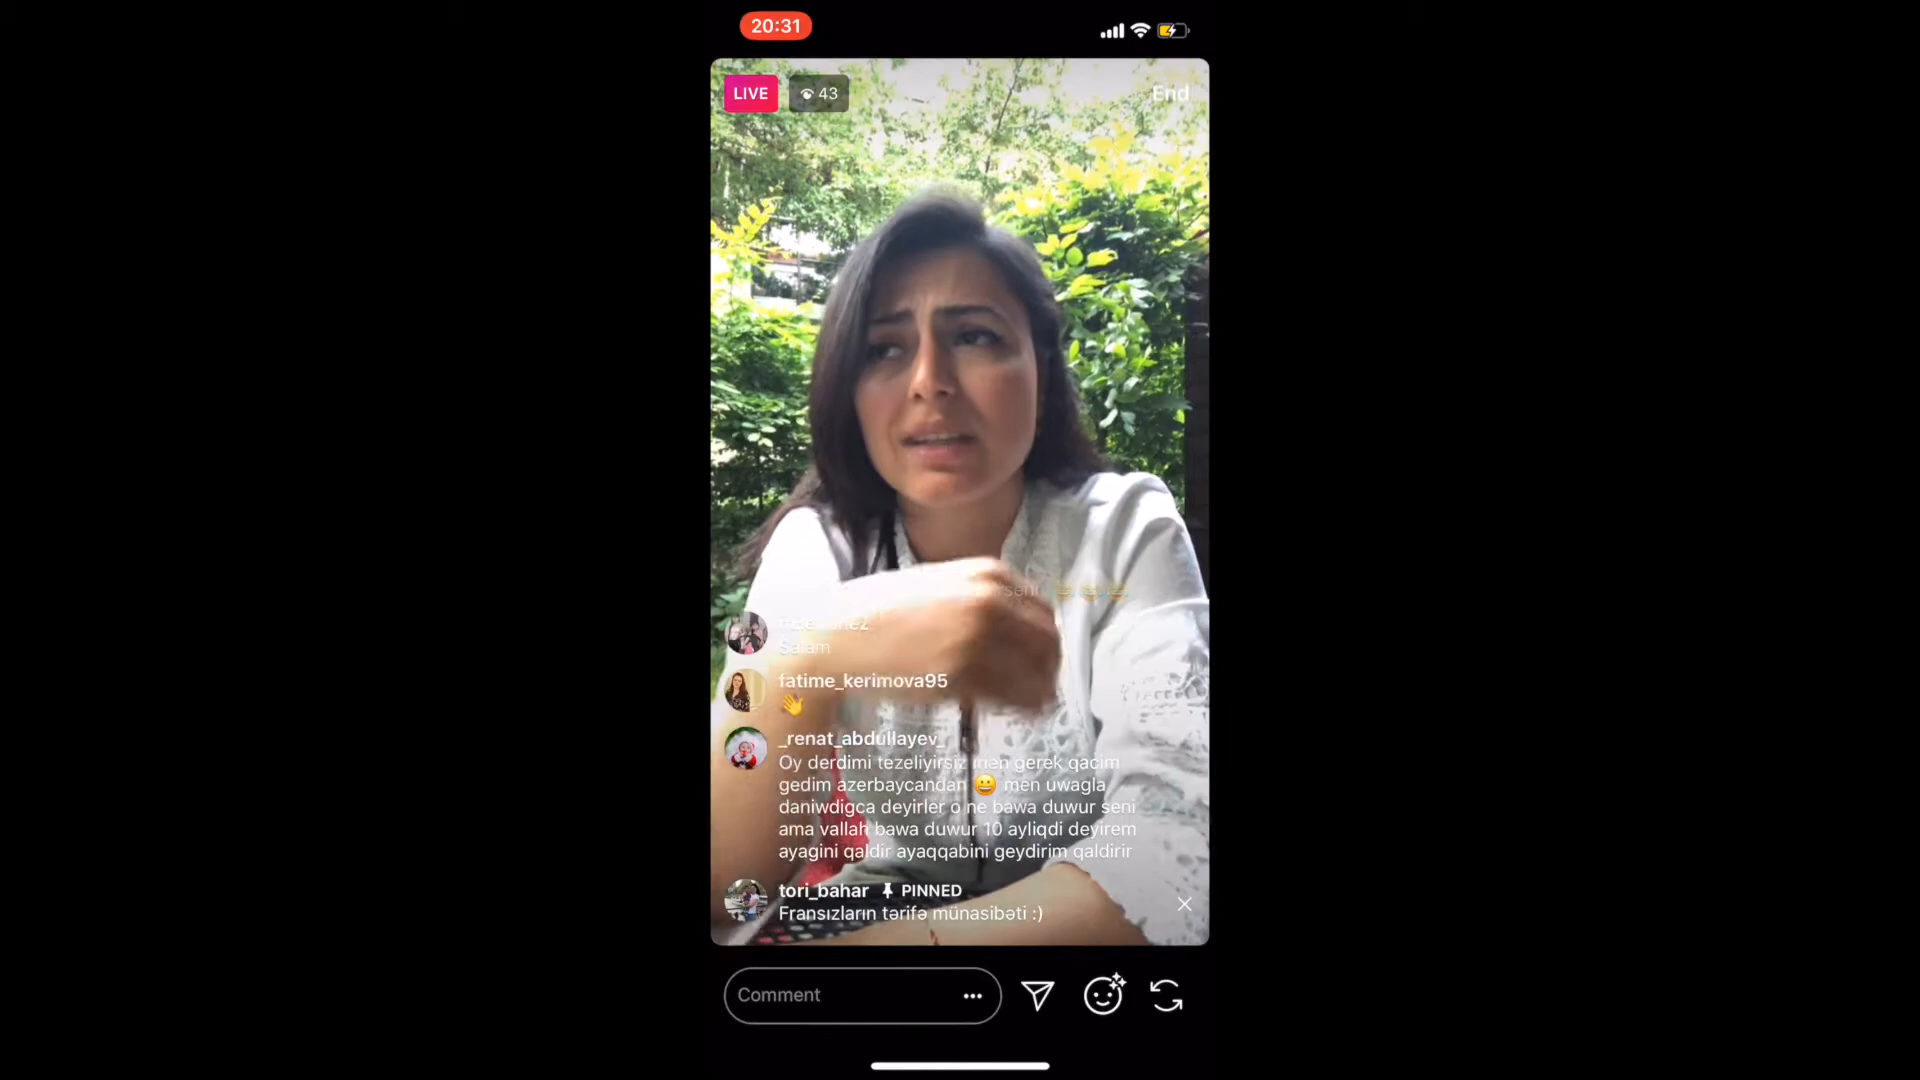 20:31
LIVE
43
End
seni
Salam
fatime_kerimova95
_renat_abdullayev_
Oy derdimi tezeliyirsiz men gerek qacim
gedim azerbaycandan 😀 men uwagla
daniwdigca deyirler o ne bawa duwur seni
ama vallah bawa duwur 10 ayliqdi deyirem
ayagini qaldir ayaqqabini geydirim qaldirir
tori_bahar PINNED
Fransızların tərifə münasibəti :)
Comment